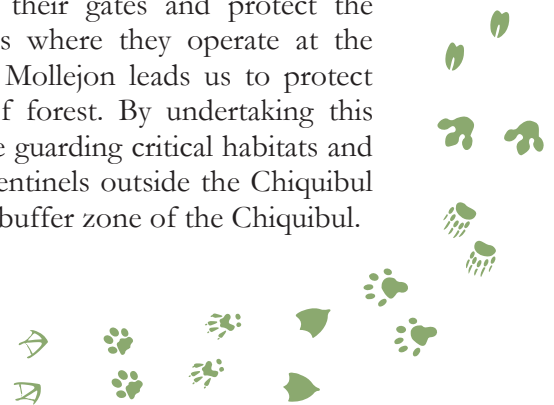 their gates and protect the
s where they operate at the
Mollejon leads us to protect
f forest. By undertaking this
e guarding critical habitats and
entinels outside the Chiquibul
buffer zone of the Chiquibul.